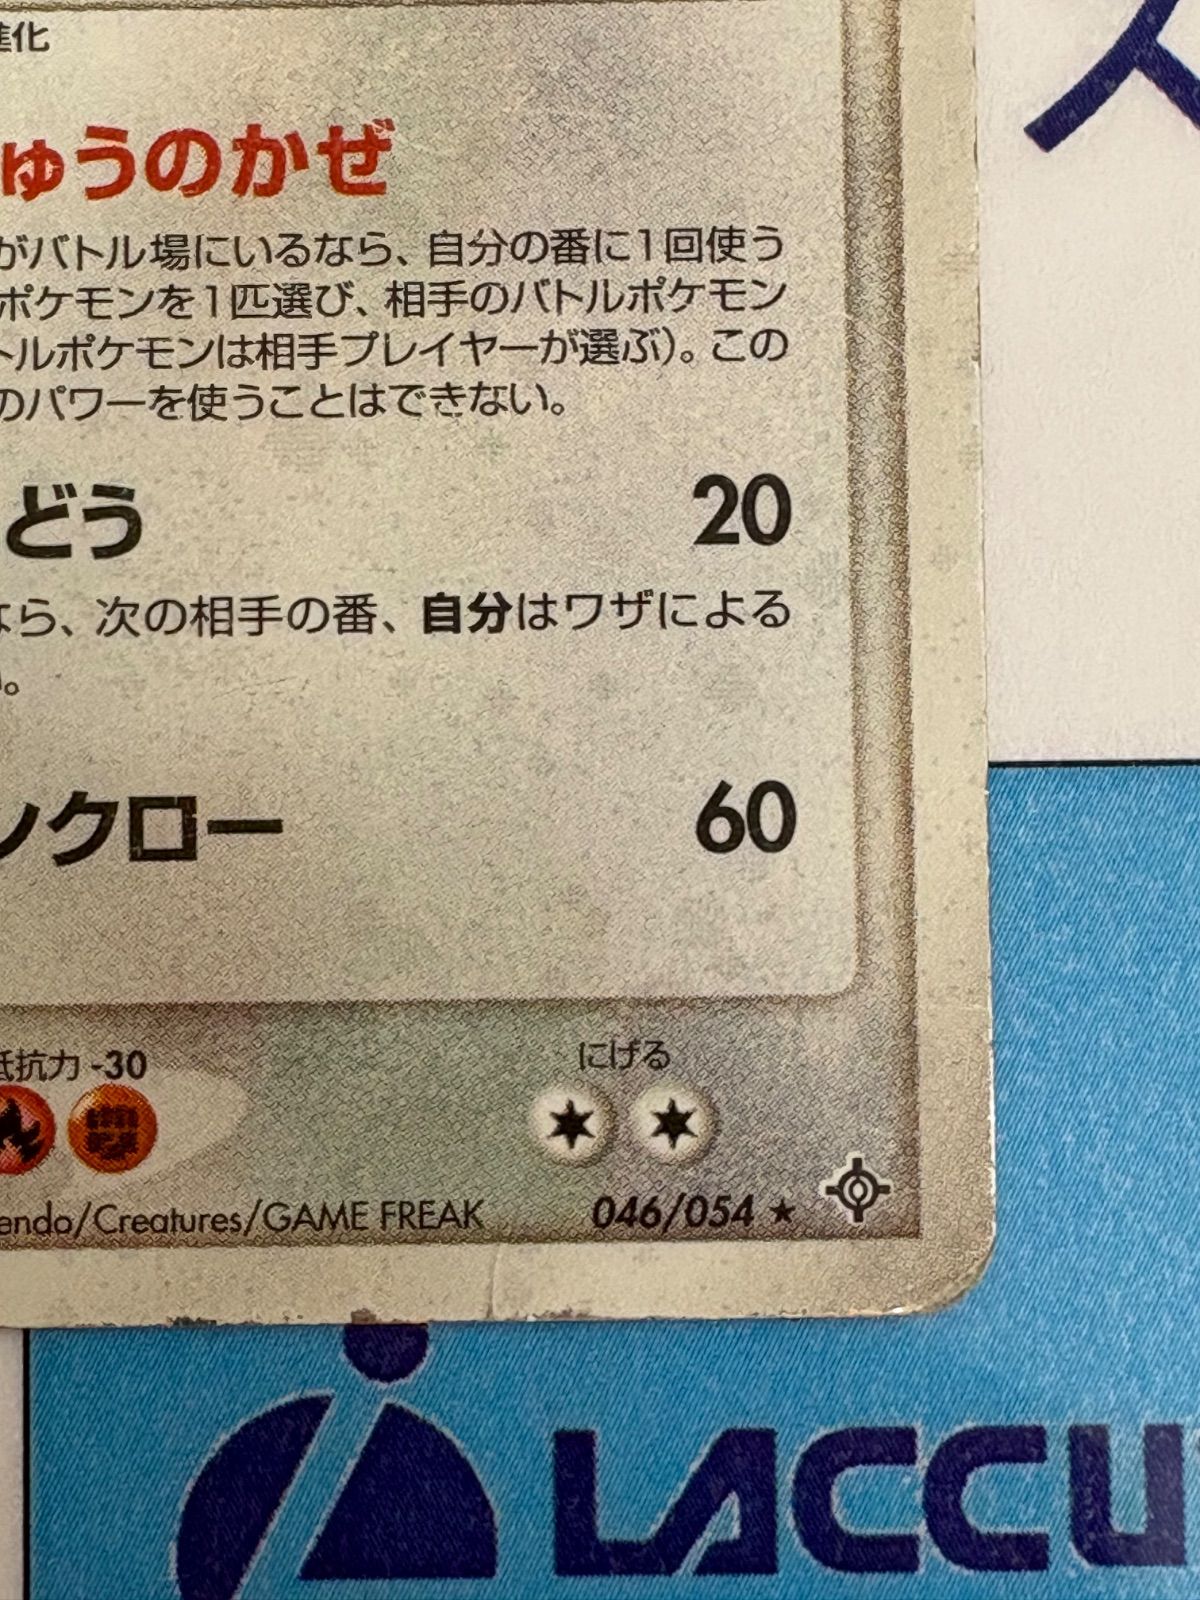 進化
ゅうのかぜ
がバトル場にいるなら、自分の番に1回使う
ポケモンを1匹選び、相手のバトルポケモン
トルポケモンは相手プレイヤーが選ぶ)。この
のパワーを使うことはできない。
どう 20
なら、次の相手の番、自分はワザによる
い。
ンクロー 60
抵抗力 -30 にげる
endo/Creatures/GAME FREAK 046/054 ★
LACCU